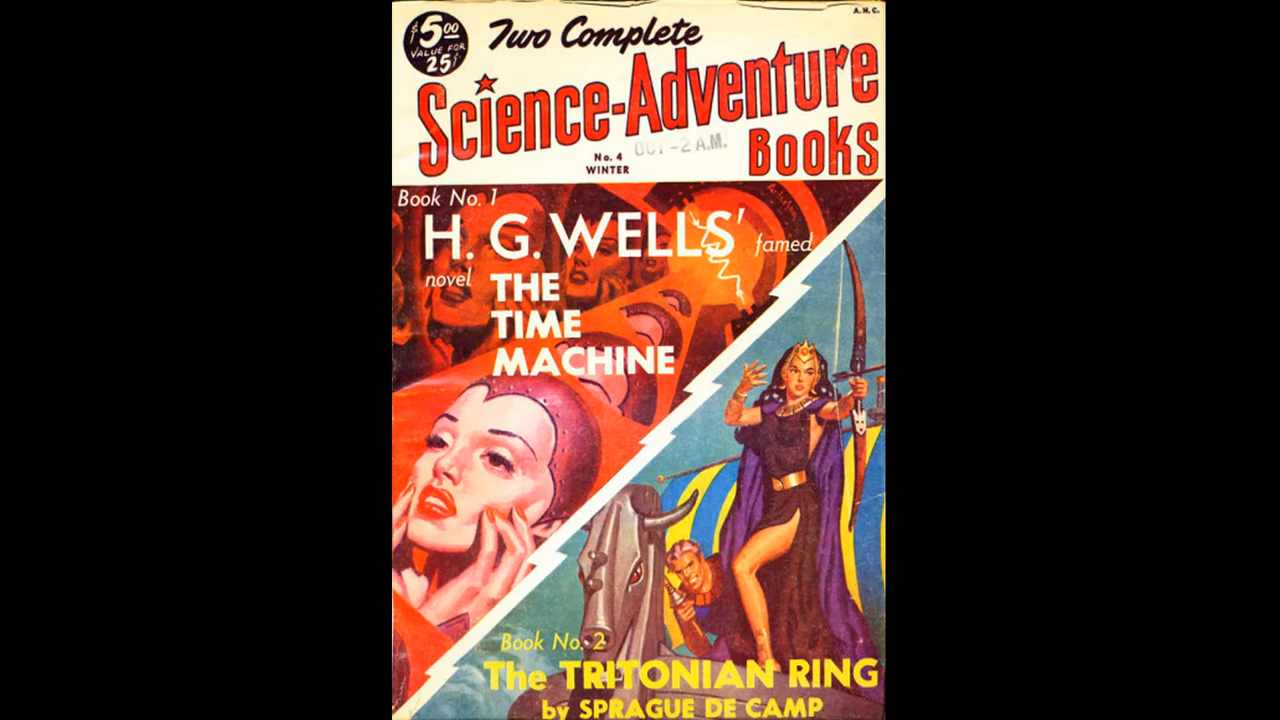 A. M. C.
$5.00
VALUE FOR
25¢
Two Complete
Science-Adventure
Books
No. 4
WINTER
OCT -2 A.M.
Book No. 1
H. G. WELLS' famed
novel THE
TIME
MACHINE
Book No. 2
The TRITONIAN RING
by SPRAGUE DE CAMP